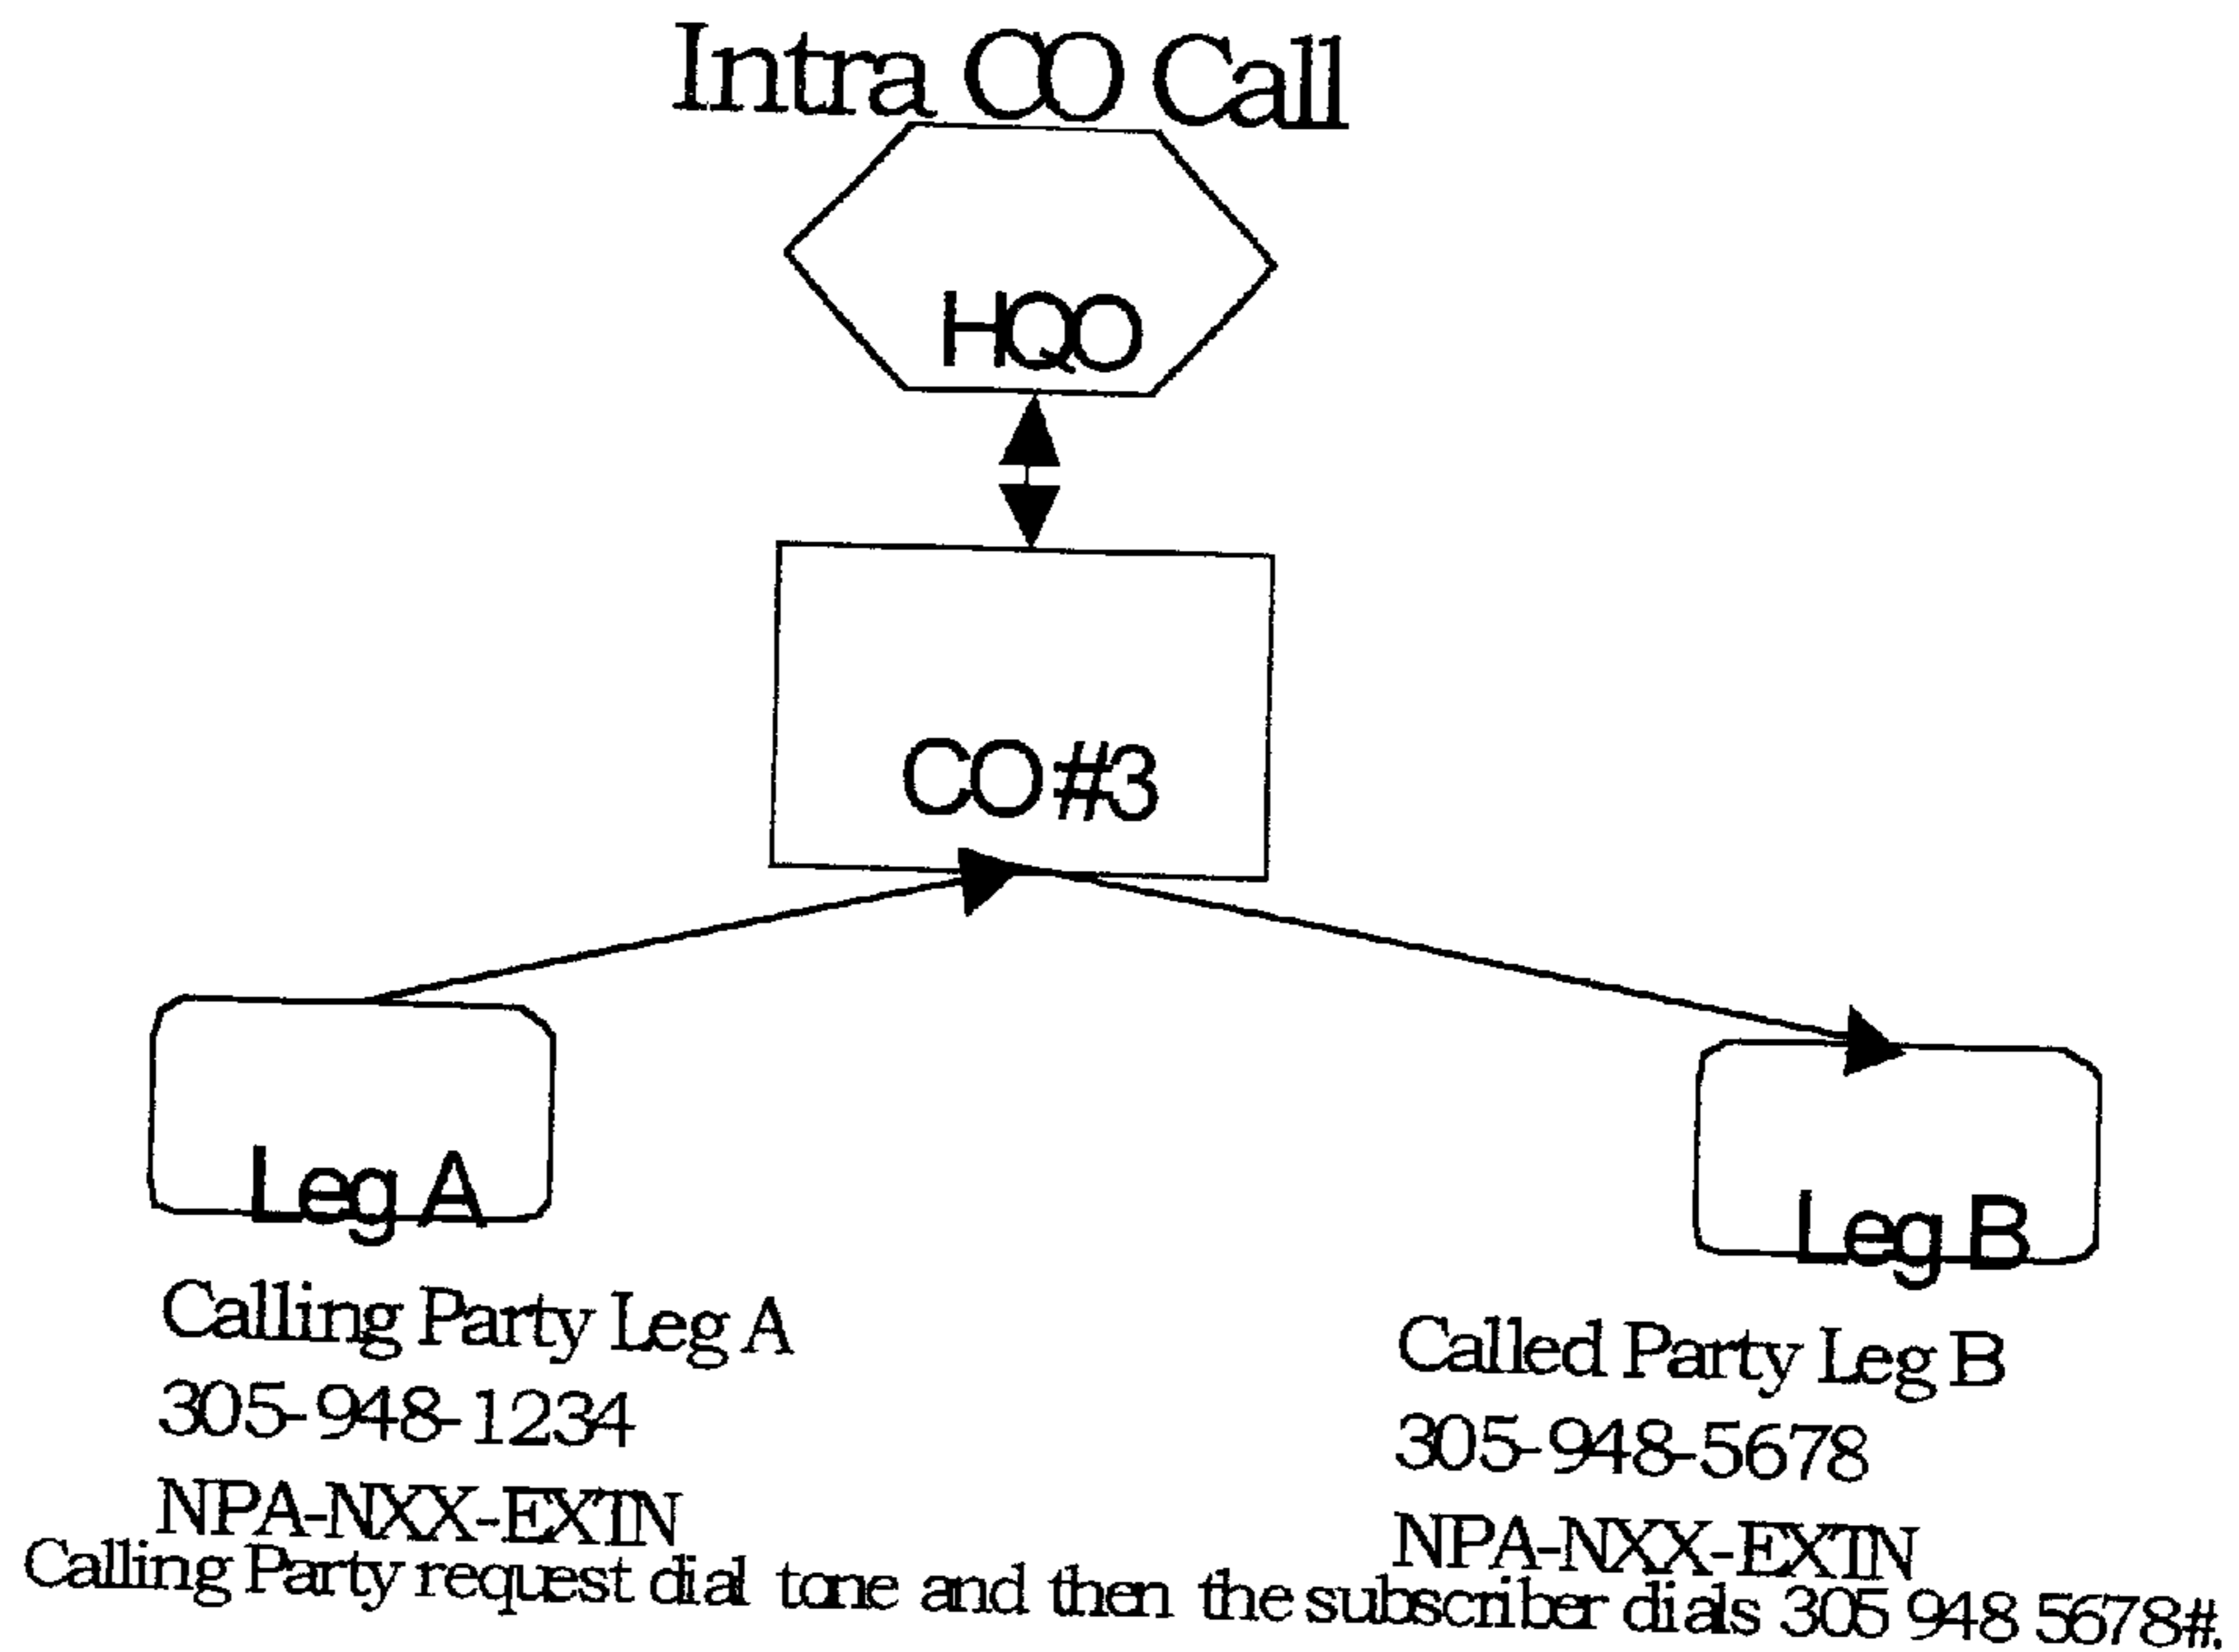 Intra CO Call
HQO
CO #3
Leg A
Leg B
Calling Party Leg A
305-948-1234
NPA-NXX-EXTN
Called Party Leg B
305-948-5678
NPA-NXX-EXTN
Calling Party request dial tone and then the subscriber dials 305 948 5678#.